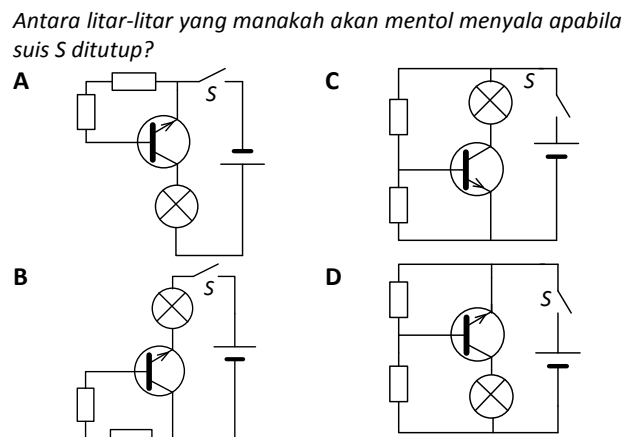 Antara litar-litar yang manakah akan mentol menyala apabila
suis S ditutup?
A
S
C
S
B
S
D
S